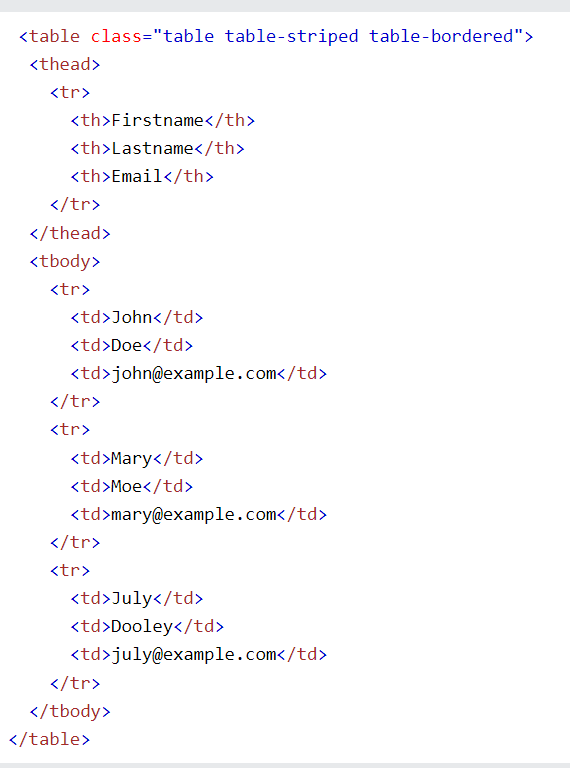 <table class="table table-striped table-bordered">
<thead>
<tr>
<th>Firstname</th>
<th>Lastname</th>
<th>Email</th>
</tr>
</thead>
<tbody>
<tr>
<td>John</td>
<td>Doe</td>
<td>john@example.com</td>
</tr>
<tr>
<td>Mary</td>
<td>Moe</td>
<td>mary@example.com</td>
</tr>
<tr>
<td>July</td>
<td>Dooley</td>
<td>july@example.com</td>
</tr>
</tbody>
</table>